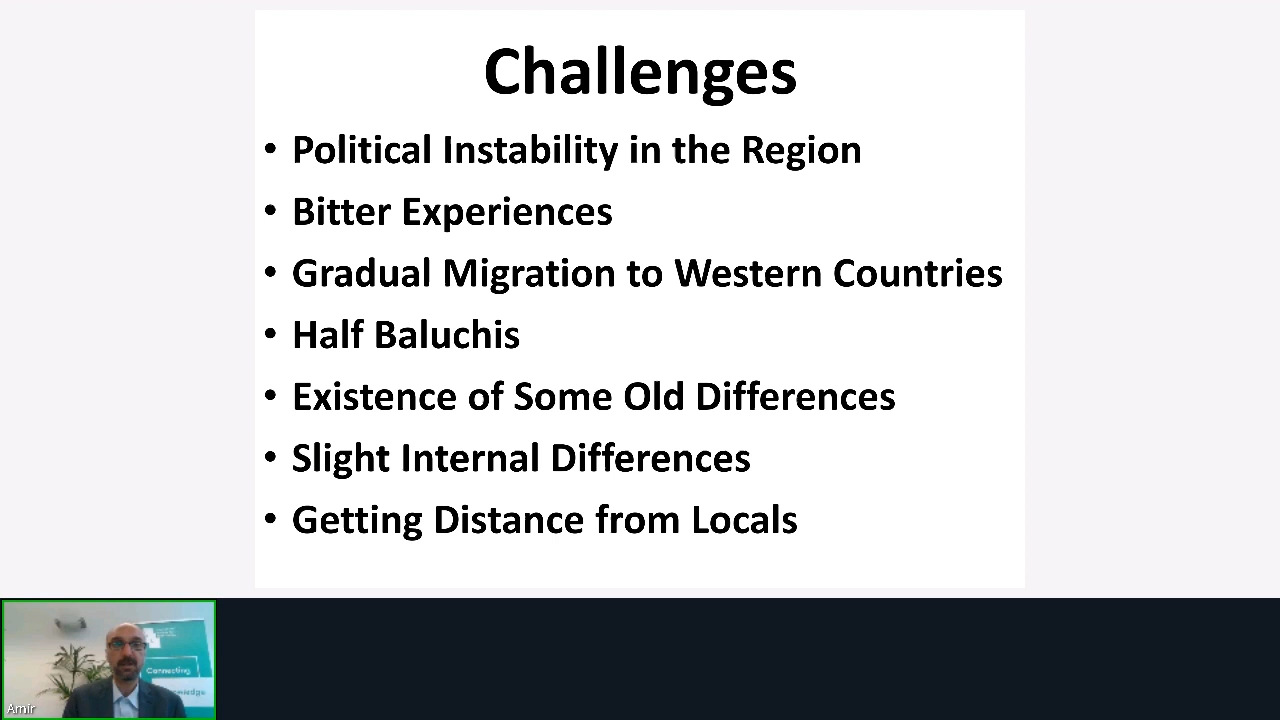 Challenges
• Political Instability in the Region
• Bitter Experiences
• Gradual Migration to Western Countries
• Half Baluchis
• Existence of Some Old Differences
• Slight Internal Differences
• Getting Distance from Locals
Connecting
Amir